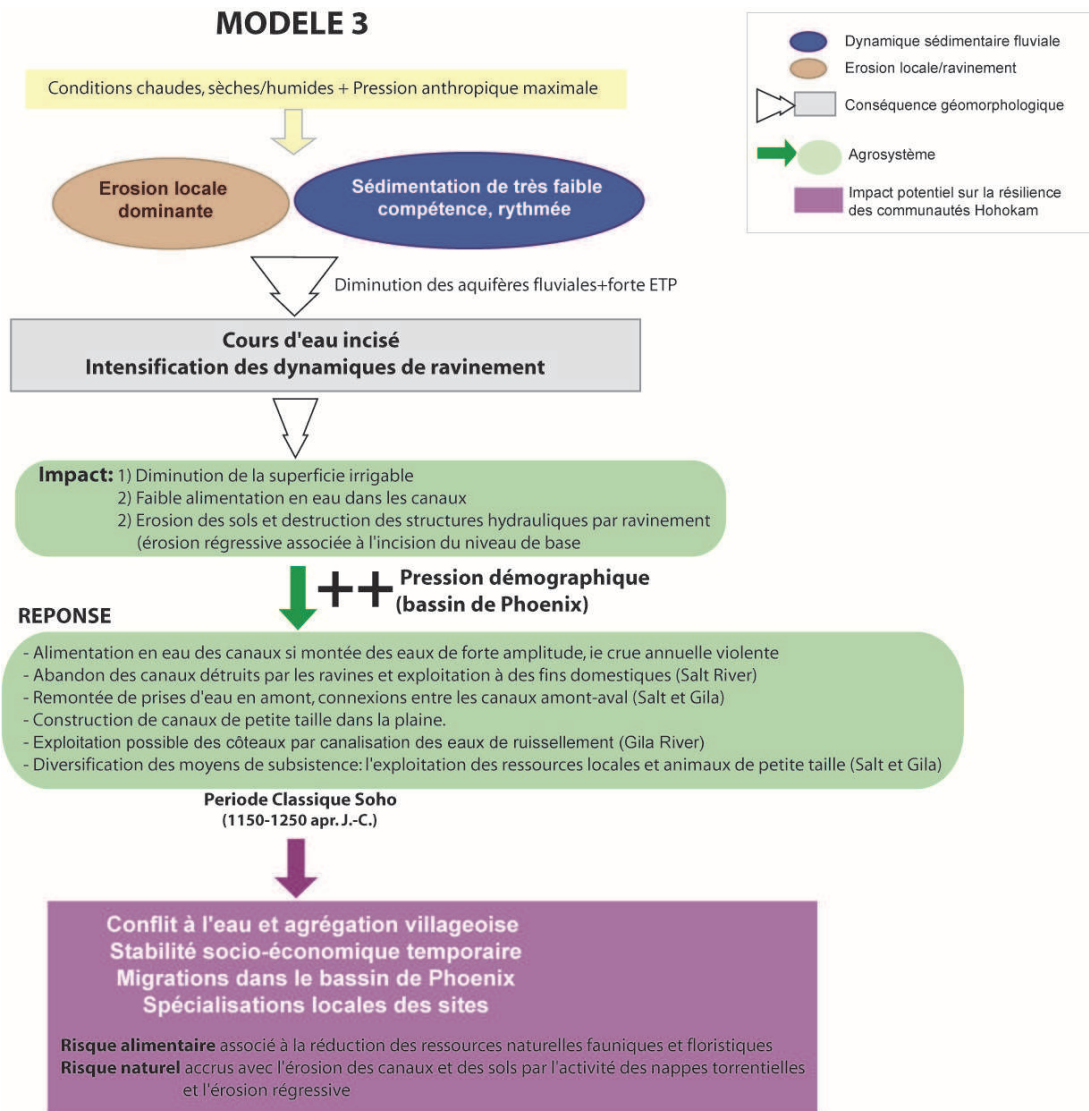 MODELE 3
Conditions chaudes, sèches/humides + Pression anthropique maximale
Erosion locale
dominante
Sédimentation de très faible
compétence, rythmée
Diminution des aquifères fluviales+forte ETP
Cours d'eau incisé
Intensification des dynamiques de ravinement
Impact: 1) Diminution de la superficie irrigable
2) Faible alimentation en eau dans les canaux
2) Erosion des sols et destruction des structures hydrauliques par ravinement
(érosion régressive associée à l'incision du niveau de base
++ Pression démographique
(bassin de Phoenix)
REPONSE
- Alimentation en eau des canaux si montée des eaux de forte amplitude, ie crue annuelle violente
- Abandon des canaux détruits par les ravines et exploitation à des fins domestiques (Salt River)
- Remontée de prises d'eau en amont, connexions entre les canaux amont-aval (Salt et Gila)
- Construction de canaux de petite taille dans la plaine.
- Exploitation possible des côteaux par canalisation des eaux de ruissellement (Gila River)
- Diversification des moyens de subsistence: l'exploitation des ressources locales et animaux de petite taille (Salt et Gila)
Periode Classique Soho
(1150-1250 apr. J.-C.)
Conflit à l'eau et agrégation villageoise
Stabilité socio-économique temporaire
Migrations dans le bassin de Phoenix
Spécialisations locales des sites
Risque alimentaire associé à la réduction des ressources naturelles fauniques et floristiques
Risque naturel accrus avec l'érosion des canaux et des sols par l'activité des nappes torrentielles
et l'érosion régressive
Dynamique sédimentaire fluviale
Erosion locale/ravinement
Conséquence géomorphologique
Agrosystème
Impact potentiel sur la résilience
des communautés Hohokam